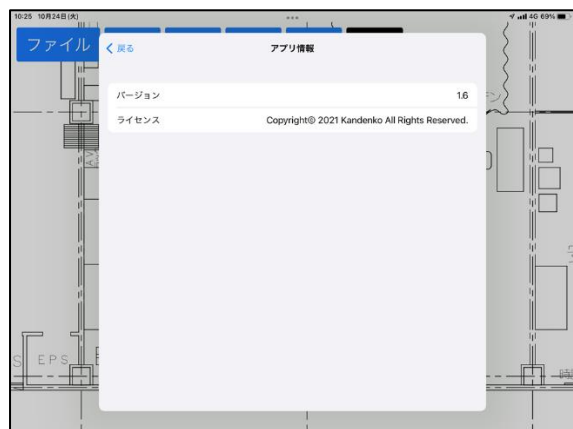 10:25 10月24日(火)
4G 69%
ファイル
戻る
アプリ情報
バージョン 1.6
ライセンス Copyright© 2021 Kandenko All Rights Reserved.
AV
S EPS